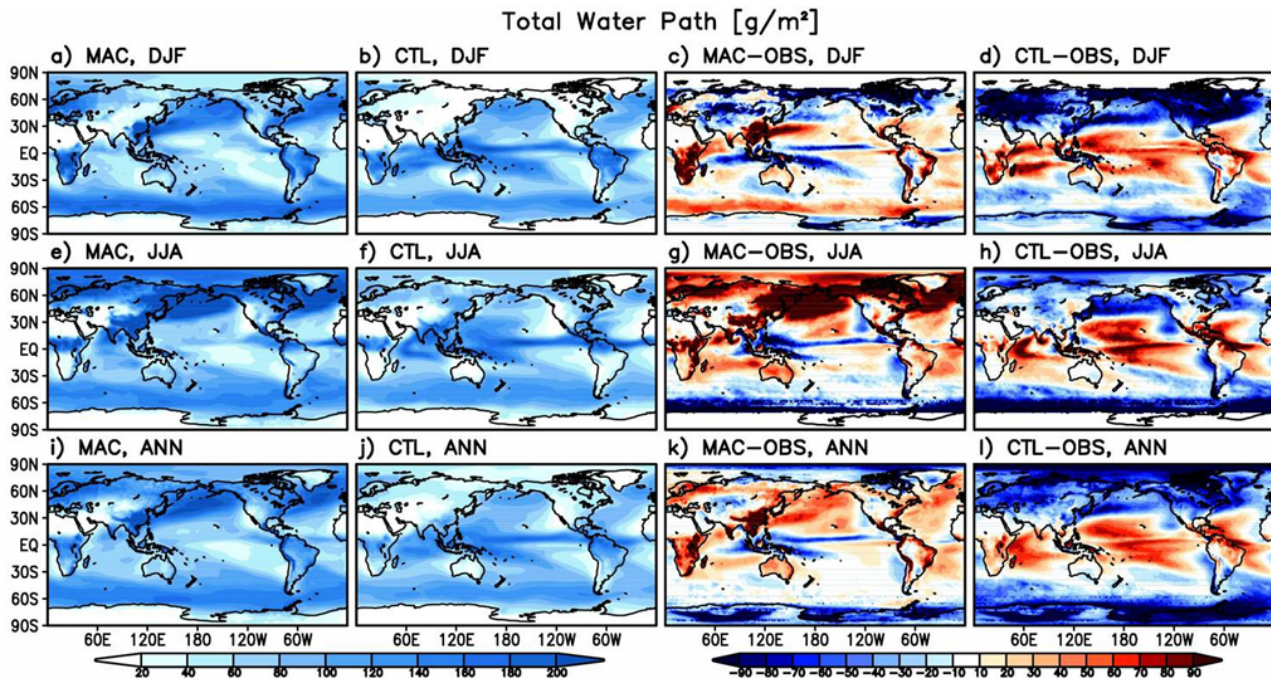 Total Water Path [g/m²]
a) MAC, DJF
b) CTL, DJF
c) MAC-OBS, DJF
d) CTL-OBS, DJF
90N
60N
30N
EQ
30S
60S
90S
e) MAC, JJA
f) CTL, JJA
g) MAC-OBS, JJA
h) CTL-OBS, JJA
90N
60N
30N
EQ
30S
60S
90S
i) MAC, ANN
j) CTL, ANN
k) MAC-OBS, ANN
l) CTL-OBS, ANN
90N
60N
30N
EQ
30S
60S
90S
60E 120E 180 120W 60W 60E 120E 180 120W 60W 60E 120E 180 120W 60W 60E 120E 180 120W 60W
20 40 60 80 100 120 140 160 180 200 -90 -70 -60 -50 -40 -30 -20 -10 10 20 30 40 50 60 70 90